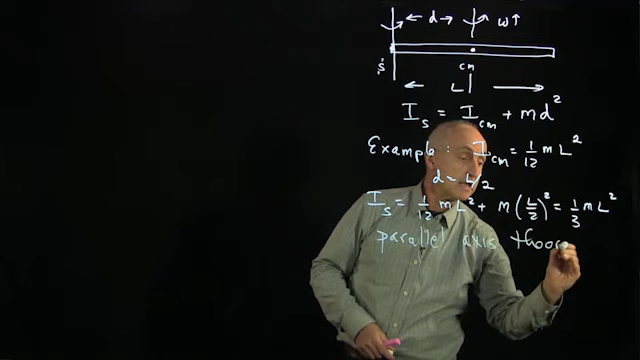 ← d → ω ↑
s cm
← L →
I_s = I_cm + md²
Example: I_cm = 1/12 mL²
d = L/2
I_s = 1/12 mL² + m(L/2)² = 1/3 mL²
parallel axis